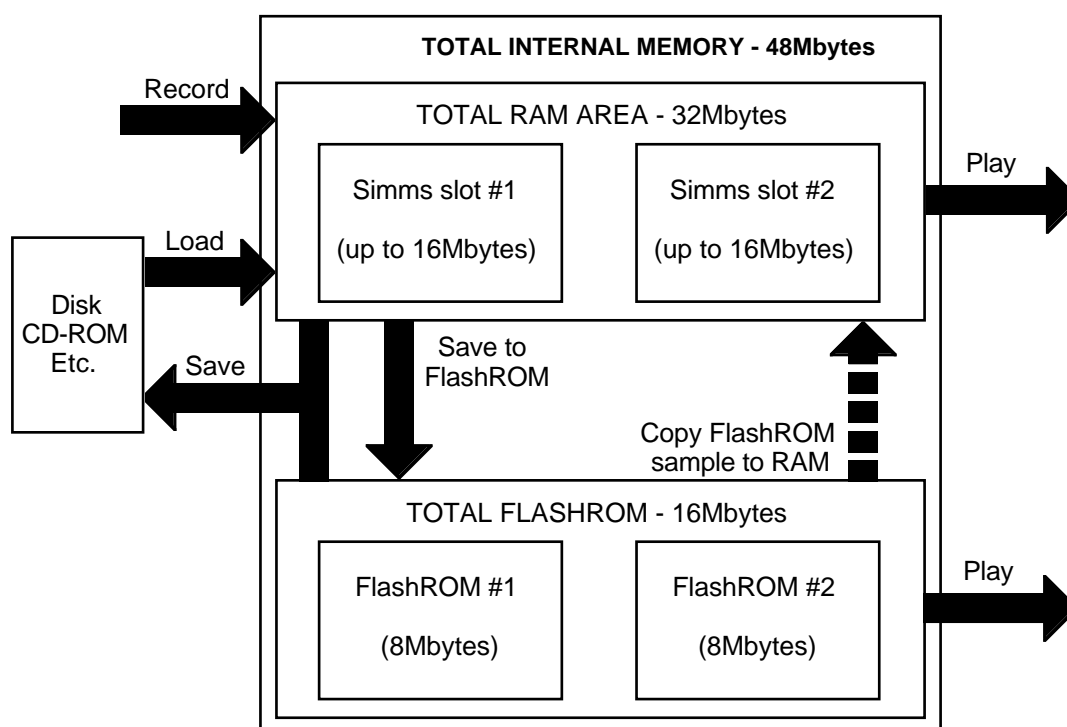 TOTAL INTERNAL MEMORY - 48Mbytes
Record
TOTAL RAM AREA - 32Mbytes
Simms slot #1
(up to 16Mbytes)
Simms slot #2
(up to 16Mbytes)
Play
Load
Disk
CD-ROM
Etc.
Save
Save to
FlashROM
Copy FlashROM
sample to RAM
TOTAL FLASHROM - 16Mbytes
FlashROM #1
(8Mbytes)
FlashROM #2
(8Mbytes)
Play